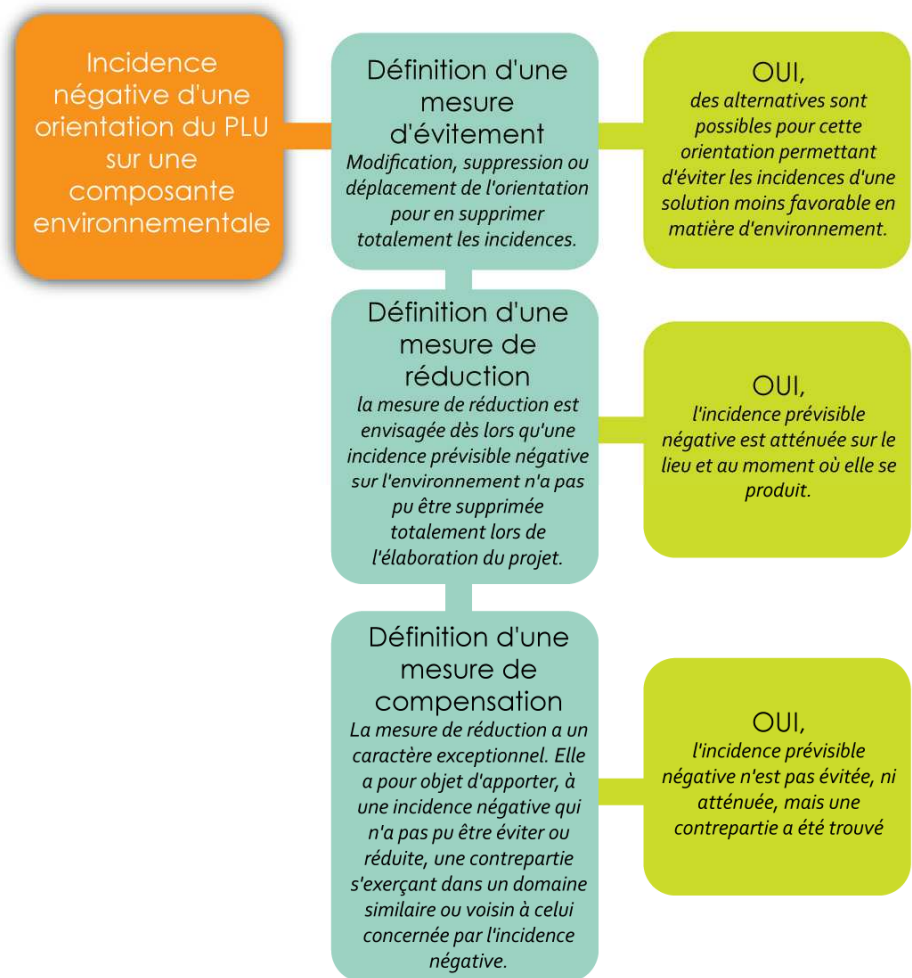 Incidence
négative d'une
orientation du PLU
sur une
composante
environnementale
Définition d'une
mesure
d'évitement
Modification, suppression ou
déplacement de l'orientation
pour en supprimer
totalement les incidences.
OUI,
des alternatives sont
possibles pour cette
orientation permettant
d'éviter les incidences d'une
solution moins favorable en
matière d'environnement.
Définition d'une
mesure de
réduction
la mesure de réduction est
envisagée dès lors qu'une
incidence prévisible négative
sur l'environnement n'a pas
pu être supprimée
totalement lors de
l'élaboration du projet.
OUI,
l'incidence prévisible
négative est atténuée sur le
lieu et au moment où elle se
produit.
Définition d'une
mesure de
compensation
La mesure de réduction a un
caractère exceptionnel. Elle
a pour objet d'apporter, à
une incidence négative qui
n'a pas pu être éviter ou
réduite, une contrepartie
s'exerçant dans un domaine
similaire ou voisin à celui
concernée par l'incidence
négative.
OUI,
l'incidence prévisible
négative n'est pas évitée, ni
atténuée, mais une
contrepartie a été trouvé